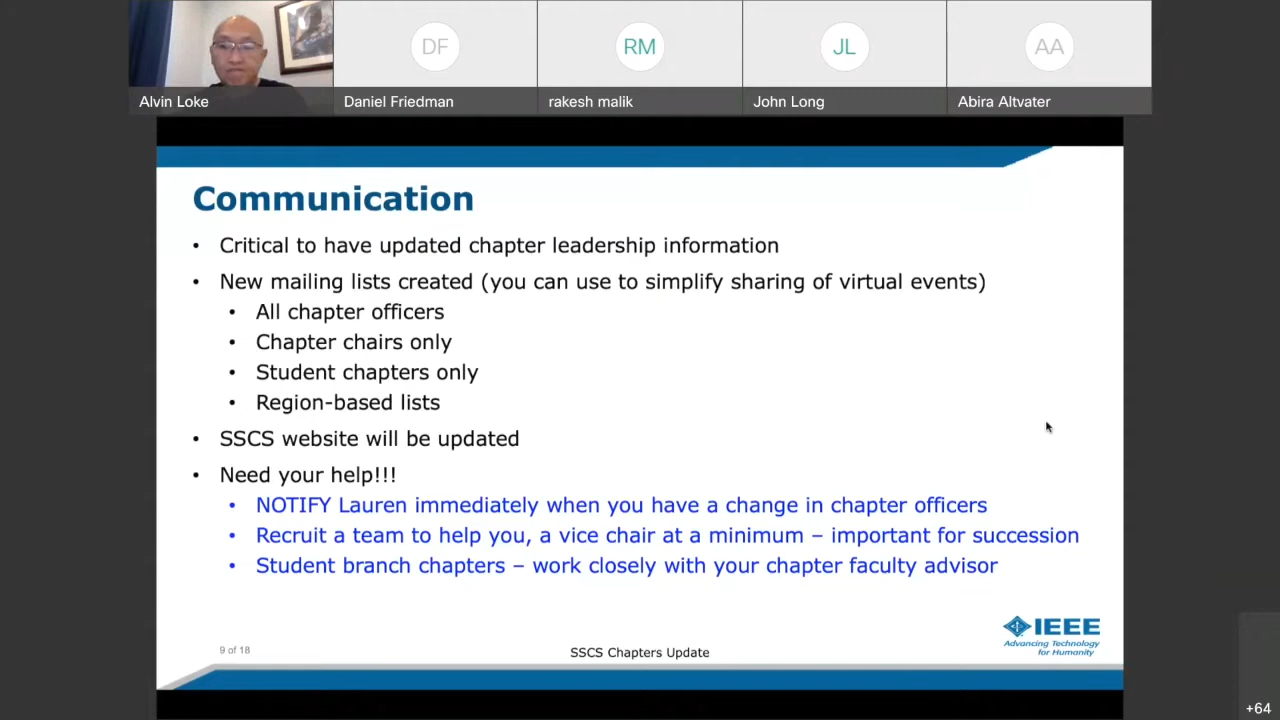 DF
RM
JL
AA
Alvin Loke
Daniel Friedman
rakesh malik
John Long
Abira Altvater
Communication
• Critical to have updated chapter leadership information
• New mailing lists created (you can use to simplify sharing of virtual events)
• All chapter officers
• Chapter chairs only
• Student chapters only
• Region-based lists
• SSCS website will be updated
• Need your help!!!
• NOTIFY Lauren immediately when you have a change in chapter officers
• Recruit a team to help you, a vice chair at a minimum – important for succession
• Student branch chapters – work closely with your chapter faculty advisor
IEEE
Advancing Technology
for Humanity
9 of 18
SSCS Chapters Update
+64